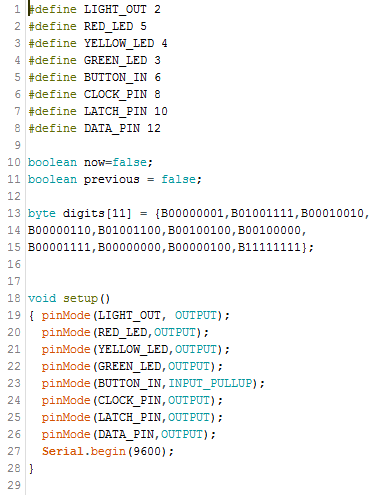 1 #define LIGHT_OUT 2
2 #define RED_LED 5
3 #define YELLOW_LED 4
4 #define GREEN_LED 3
5 #define BUTTON_IN 6
6 #define CLOCK_PIN 8
7 #define LATCH_PIN 10
8 #define DATA_PIN 12
9
10 boolean now=false;
11 boolean previous = false;
12
13 byte digits[11] = {B00000001,B01001111,B00010010,
14 B00000110,B01001100,B00100100,B00100000,
15 B00001111,B00000000,B00000100,B11111111};
16
17
18 void setup()
19 { pinMode(LIGHT_OUT, OUTPUT);
20   pinMode(RED_LED,OUTPUT);
21   pinMode(YELLOW_LED,OUTPUT);
22   pinMode(GREEN_LED,OUTPUT);
23   pinMode(BUTTON_IN,INPUT_PULLUP);
24   pinMode(CLOCK_PIN,OUTPUT);
25   pinMode(LATCH_PIN,OUTPUT);
26   pinMode(DATA_PIN,OUTPUT);
27   Serial.begin(9600);
28 }
29